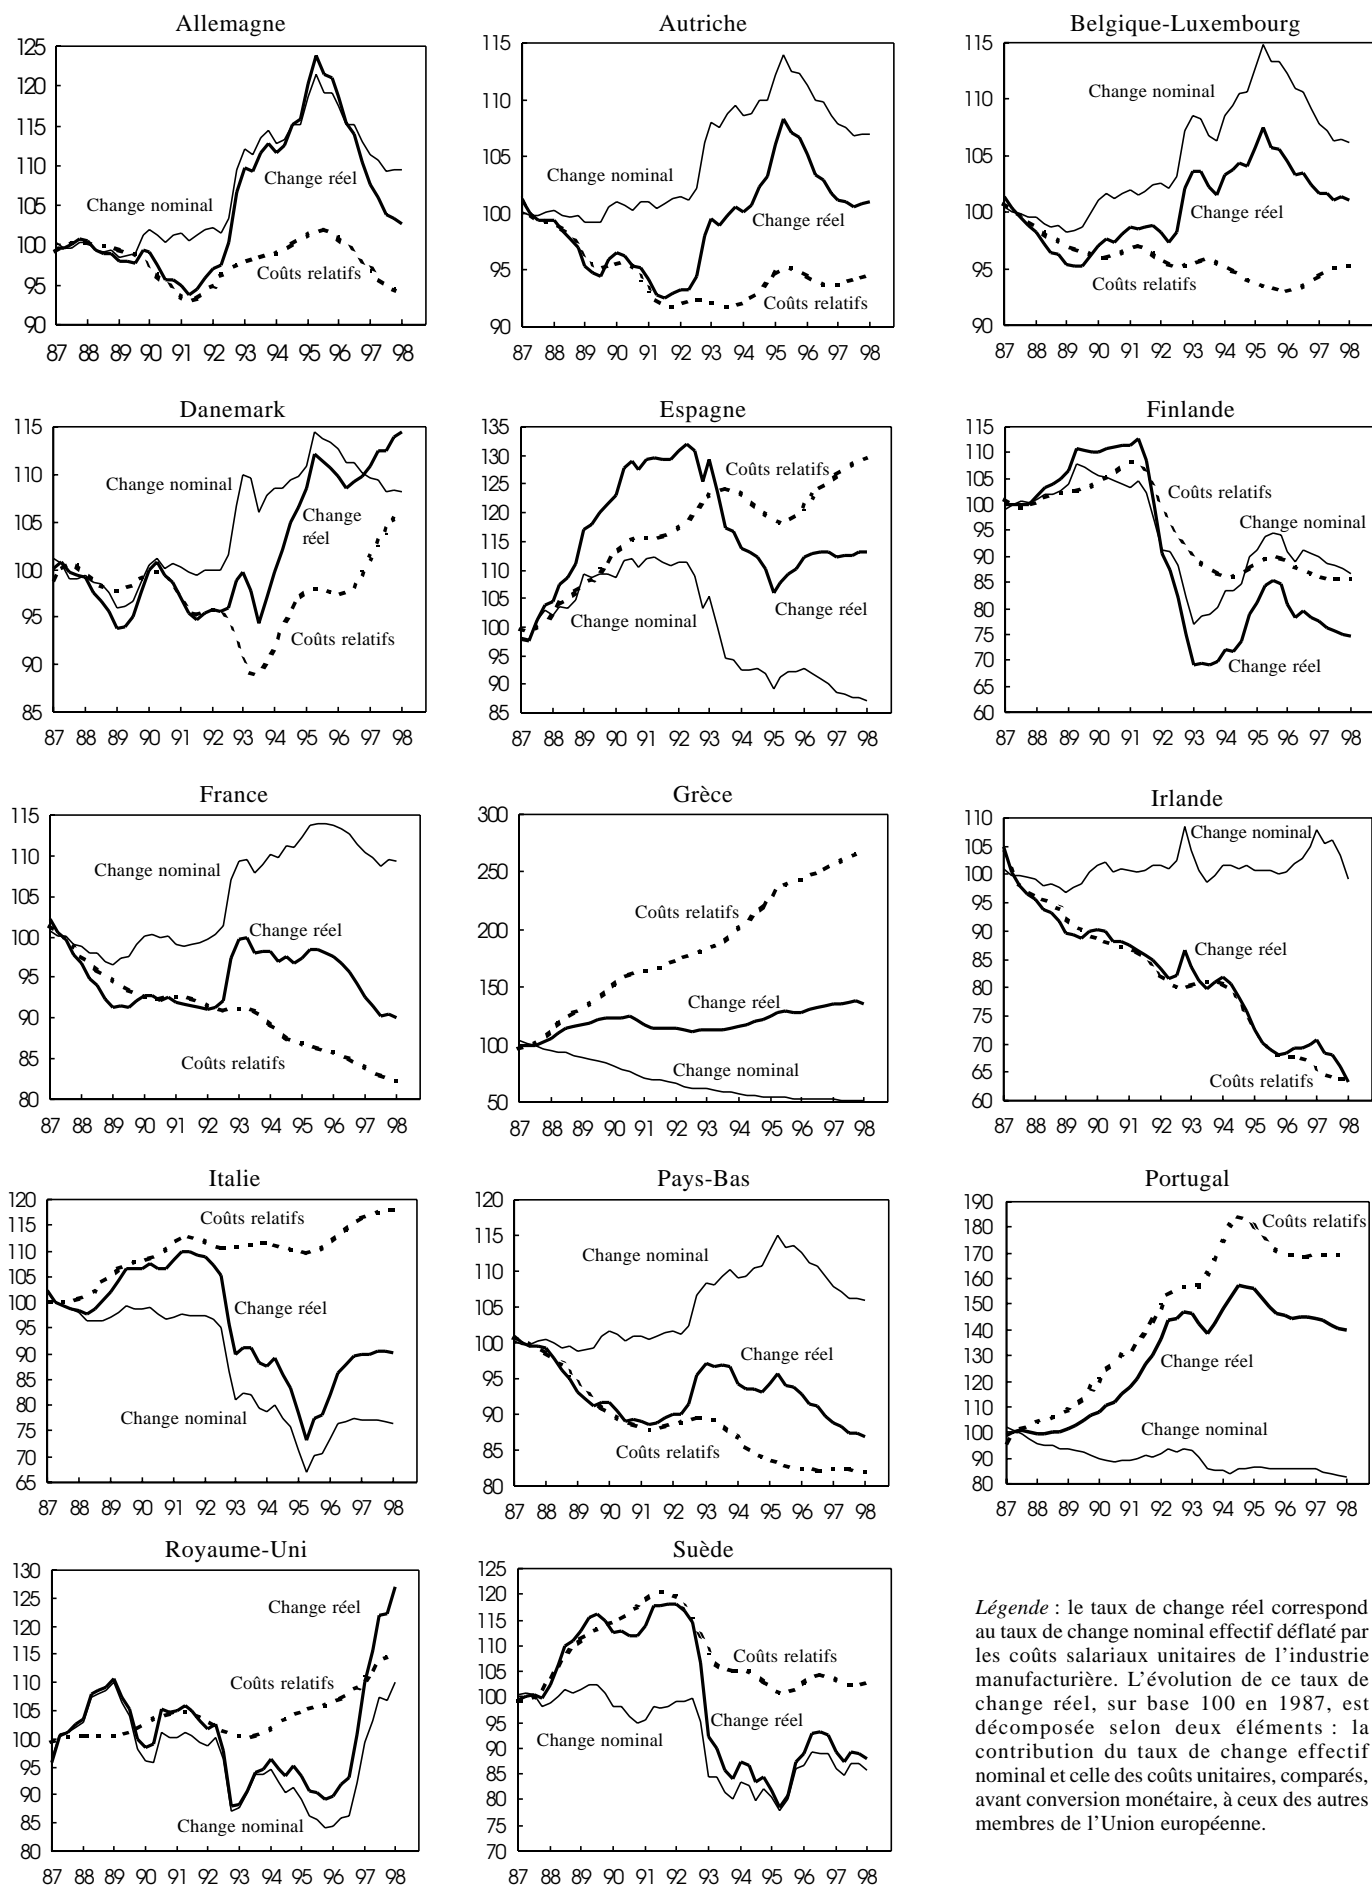 Allemagne
125
120
115
110
105
100
95
90
Change nominal
Change réel
Coûts relatifs
87 88 89 90 91 92 93 94 95 96 97 98
Autriche
115
110
105
100
95
90
Change nominal
Change réel
Coûts relatifs
87 88 89 90 91 92 93 94 95 96 97 98
Belgique-Luxembourg
115
110
105
100
95
90
Change nominal
Change réel
Coûts relatifs
87 88 89 90 91 92 93 94 95 96 97 98
Danemark
115
110
105
100
95
90
85
Change nominal
Change
réel
Coûts relatifs
87 88 89 90 91 92 93 94 95 96 97 98
Espagne
135
130
125
120
115
110
105
100
95
90
85
Coûts relatifs
Change nominal
Change réel
87 88 89 90 91 92 93 94 95 96 97 98
Finlande
115
110
105
100
95
90
85
80
75
70
65
60
Coûts relatifs
Change nominal
Change réel
87 88 89 90 91 92 93 94 95 96 97 98
France
115
110
105
100
95
90
85
80
Change nominal
Change réel
Coûts relatifs
87 88 89 90 91 92 93 94 95 96 97 98
Grèce
300
250
200
150
100
50
Coûts relatifs
Change réel
Change nominal
87 88 89 90 91 92 93 94 95 96 97 98
Irlande
110
105
100
95
90
85
80
75
70
65
60
Change nominal
Change réel
Coûts relatifs
87 88 89 90 91 92 93 94 95 96 97 98
Italie
120
115
110
105
100
95
90
85
80
75
70
65
Coûts relatifs
Change réel
Change nominal
87 88 89 90 91 92 93 94 95 96 97 98
Pays-Bas
120
115
110
105
100
95
90
85
80
Change nominal
Change réel
Coûts relatifs
87 88 89 90 91 92 93 94 95 96 97 98
Portugal
190
180
170
160
150
140
130
120
110
100
90
80
Coûts relatifs
Change réel
Change nominal
87 88 89 90 91 92 93 94 95 96 97 98
Royaume-Uni
130
125
120
115
110
105
100
95
90
85
80
Change réel
Coûts relatifs
Change nominal
87 88 89 90 91 92 93 94 95 96 97 98
Suède
125
120
115
110
105
100
95
90
85
80
75
70
Coûts relatifs
Change réel
Change nominal
87 88 89 90 91 92 93 94 95 96 97 98
Légende : le taux de change réel correspond
au taux de change nominal effectif déflaté par
les coûts salariaux unitaires de l'industrie
manufacturière. L'évolution de ce taux de
change réel, sur base 100 en 1987, est
décomposée selon deux éléments : la
contribution du taux de change effectif
nominal et celle des coûts unitaires, comparés,
avant conversion monétaire, à ceux des autres
membres de l'Union européenne.